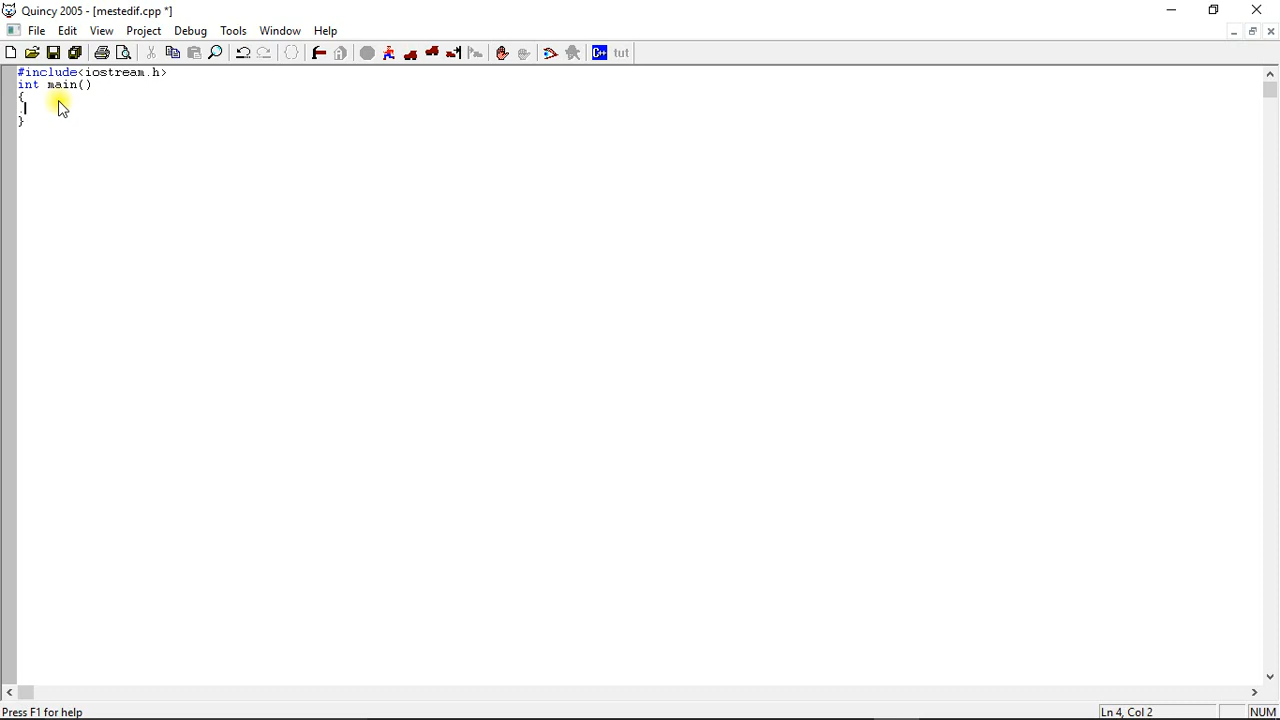 Quincy 2005 - [mestedif.cpp *]
File Edit View Project Debug Tools Window Help
C++ tut
#include<iostream.h>
int main()
{
.
}
Press F1 for help
Ln 4, Col 2
NUM